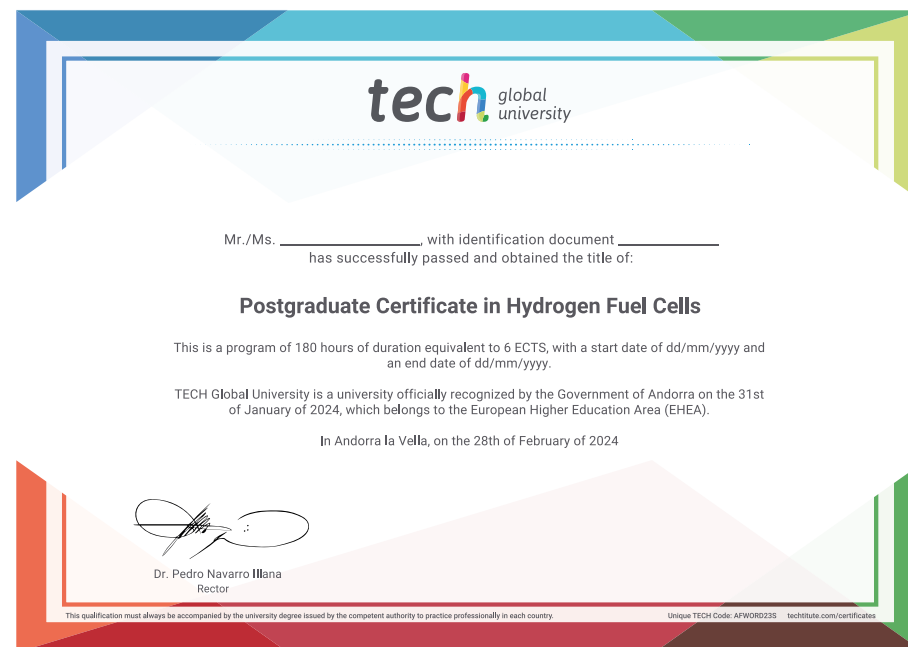 tech global university
Mr./Ms. ____________, with identification document ____________
has successfully passed and obtained the title of:
Postgraduate Certificate in Hydrogen Fuel Cells
This is a program of 180 hours of duration equivalent to 6 ECTS, with a start date of dd/mm/yyyy and
an end date of dd/mm/yyyy.
TECH Global University is a university officially recognized by the Government of Andorra on the 31st
of January of 2024, which belongs to the European Higher Education Area (EHEA).
In Andorra la Vella, on the 28th of February of 2024
Dr. Pedro Navarro Illana
Rector
This qualification must always be accompanied by the university degree issued by the competent authority to practice professionally in each country.
Unique TECH Code: AFWORD23S techtitute.com/certificates